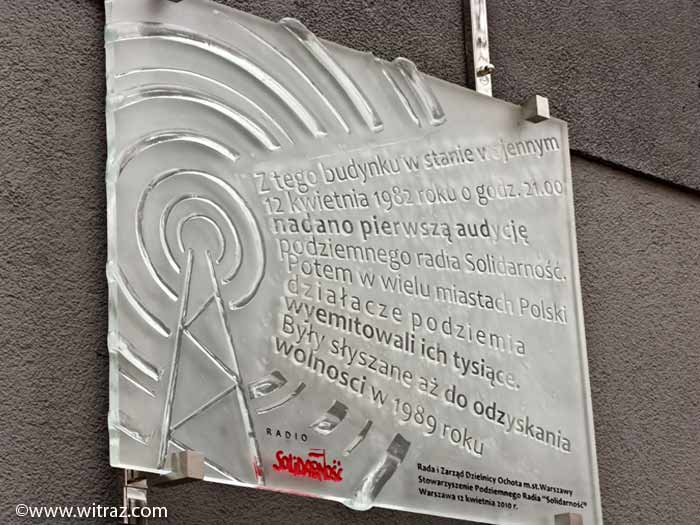 Z tego budynku w stanie wojennym
12 kwietnia 1982 roku o godz. 21.00
nadano pierwszą audycję
podziemnego radia Solidarność.
Potem w wielu miastach Polski
działacze podziemia
wyemitowali ich tysiące.
Były słyszane aż do odzyskania
wolnosci w 1989 roku
RADIO
SOLIDARNOŚĆ
Rada i Zarząd Dzielnicy Ochota m.st.Warszawy
Stowarzyszenie Podziemnego Radia "Solidarność"
Warszawa 12 kwietnia 2010 r.
©www.witraz.com